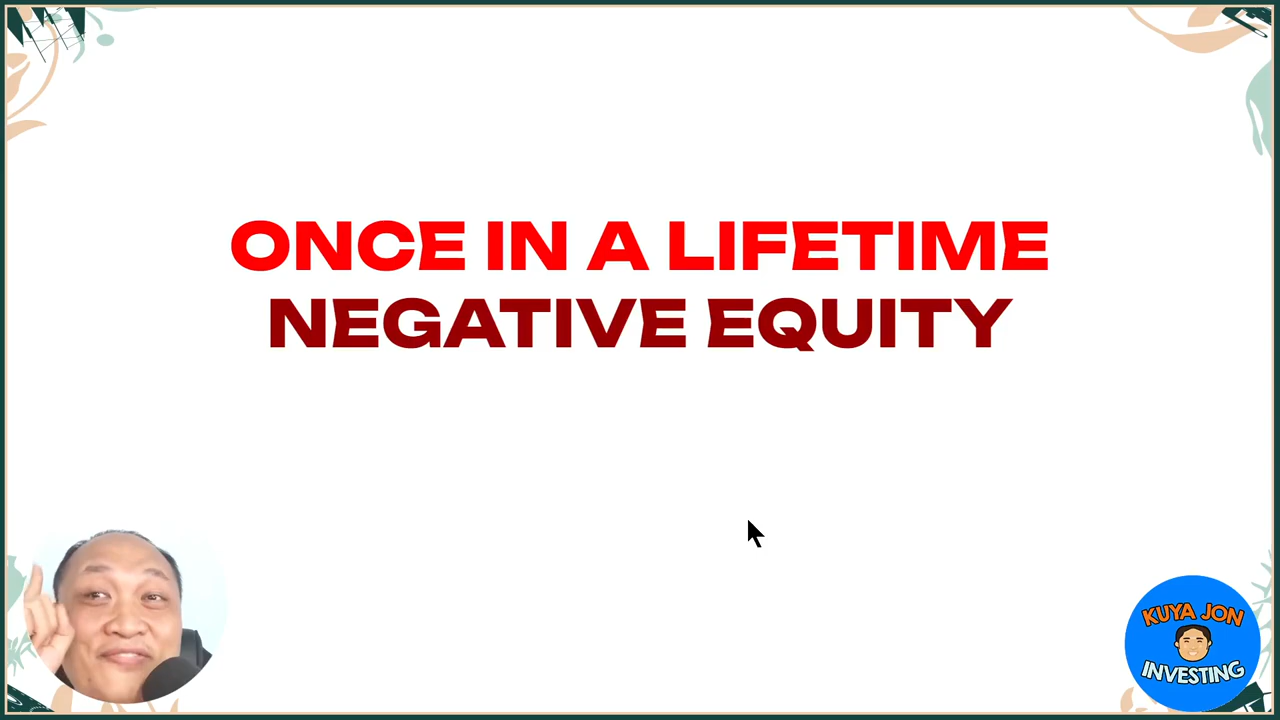 ONCE IN A LIFETIME
NEGATIVE EQUITY
KUYA JON
INVESTING